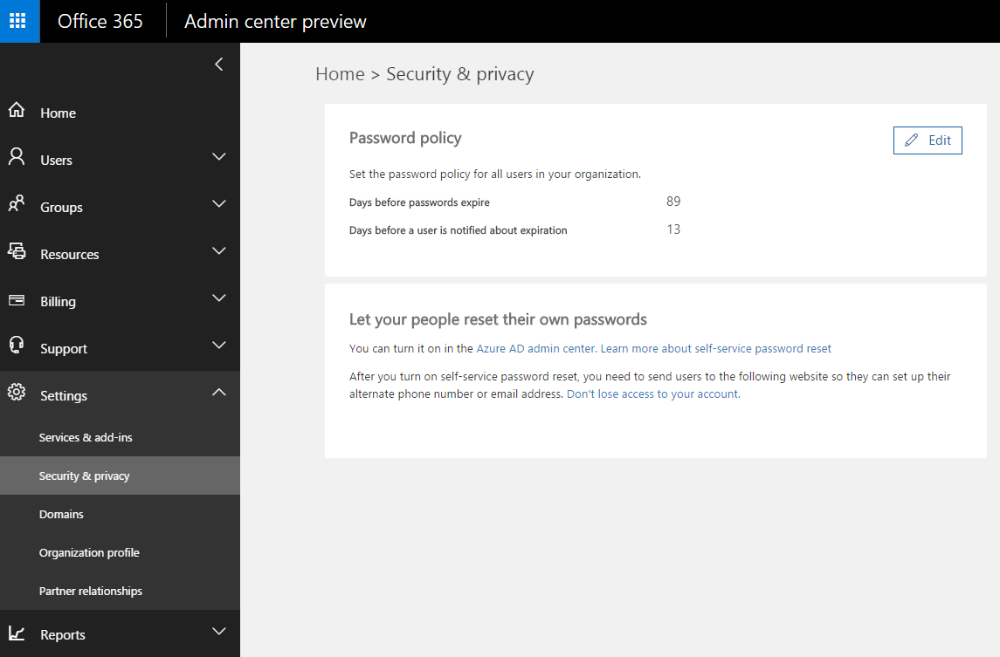 Office 365
Admin center preview
Home
Users
Groups
Resources
Billing
Support
Settings
Services & add-ins
Security & privacy
Domains
Organization profile
Partner relationships
Reports
Home > Security & privacy
Password policy
Edit
Set the password policy for all users in your organization.
Days before passwords expire 89
Days before a user is notified about expiration 13
Let your people reset their own passwords
You can turn it on in the Azure AD admin center. Learn more about self-service password reset
After you turn on self-service password reset, you need to send users to the following website so they can set up their
alternate phone number or email address. Don't lose access to your account.